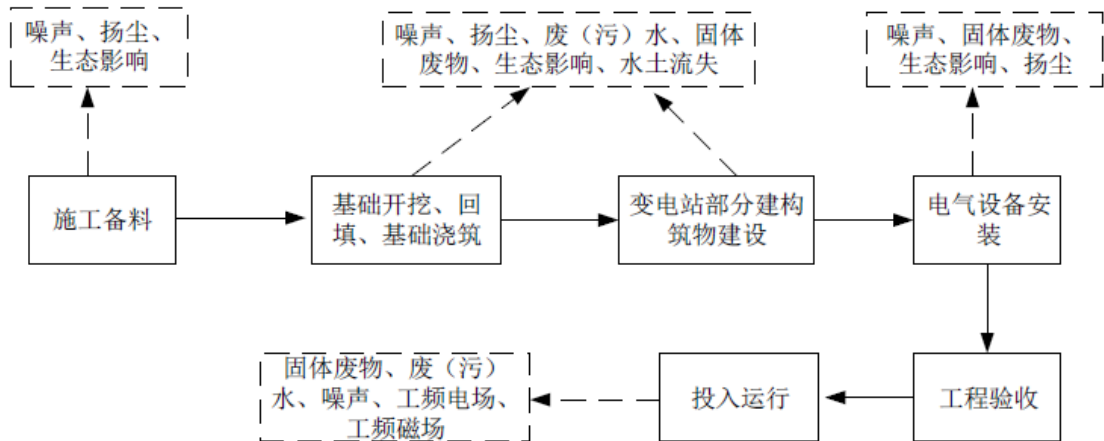 噪声、扬尘、
生态影响
噪声、扬尘、废（污）水、固体
废物、生态影响、水土流失
噪声、固体废物、
生态影响、扬尘
施工备料
基础开挖、回
填、基础浇筑
变电站部分建构
筑物建设
电气设备安
装
固体废物、废（污）
水、噪声、工频电场、
工频磁场
投入运行
工程验收